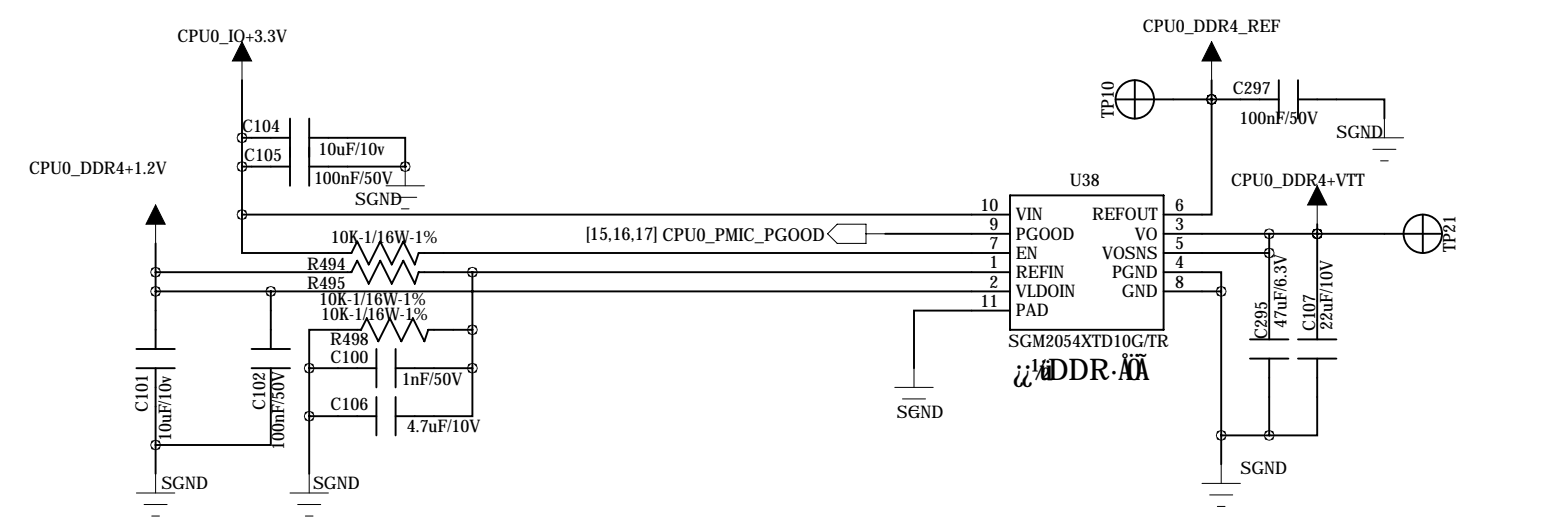 CPU0_IO+3.3V
CPU0_DDR4_REF
TP10
C297
100nF/50V
SGND
C104
10uF/10v
C105
100nF/50V
SGND
CPU0_DDR4+1.2V
U38
CPU0_DDR4+VTT
10 VIN REFOUT 6
[15,16,17] CPU0_PMIC_PGOOD 9 PGOOD VO 3
TP21
10K-1/16W-1% 7 EN VOSNS 5
R494 1 REFIN PGND 4
R495 2 VLDOIN GND 8
10K-1/16W-1%
11 PAD
10K-1/16W-1%
R498
C295
47uF/6.3V
C107
22uF/10V
SGM2054XTD10G/TR
C100
1nF/50V
DDR
C101
10uF/10v
C102
100nF/50V
C106
4.7uF/10V
SGND
SGND
SGND
SGND